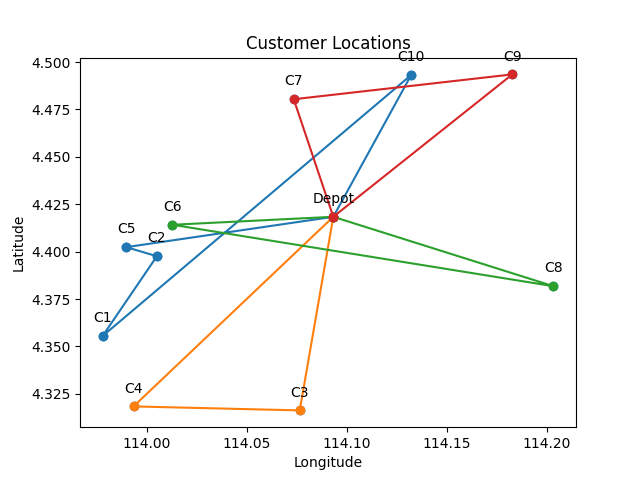 Customer Locations
C10
C9
C7
4.500
4.475
4.450
4.425
4.400
4.375
4.350
4.325
Latitude
Depot
C6
C5
C2
C8
C1
C4
C3
114.00 114.05 114.10 114.15 114.20
Longitude